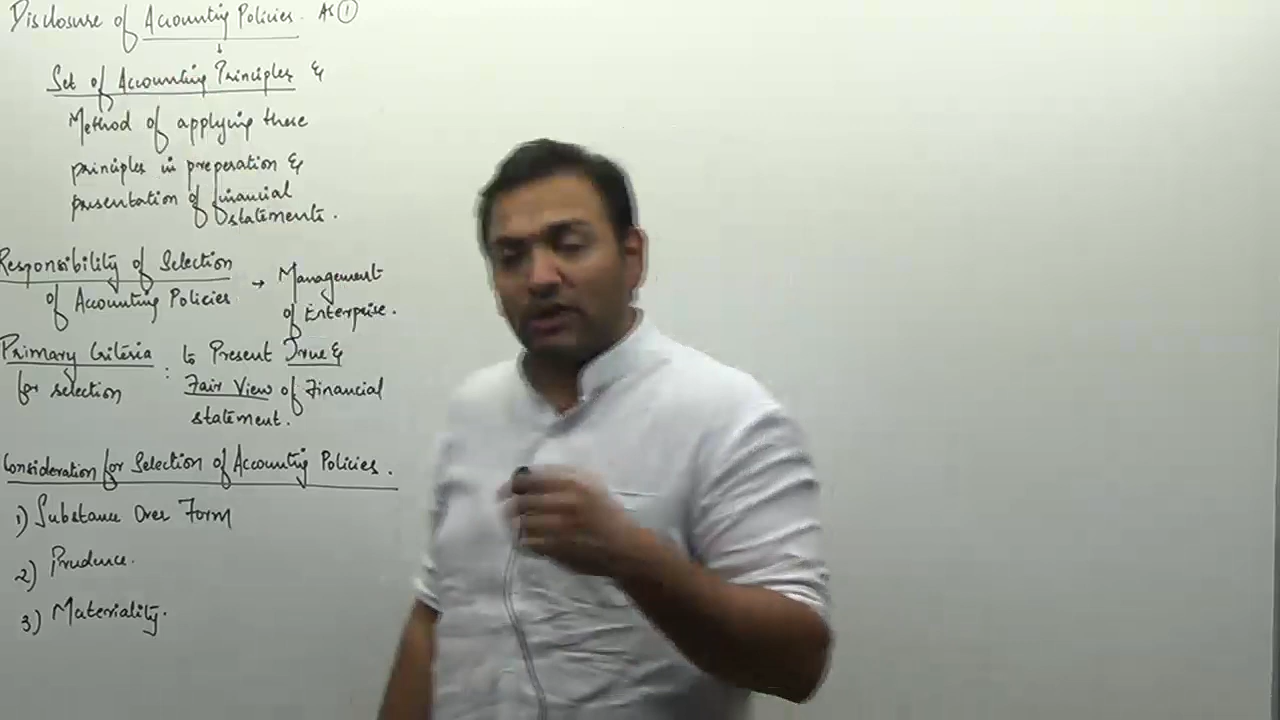 Disclosure of Accounting Policies. AS ①
Set of Accounting Principles &
Method of applying these
principles in preperation &
presentation of financial
statements.
Responsibility of Selection
of Accounting Policies → Management
of Enterprise.
Primary Criteria : to Present True &
for selection Fair View of Financial
statement.
Consideration for Selection of Accounting Policies.
1) Substance Over Form
2) Prudence.
3) Materiality.